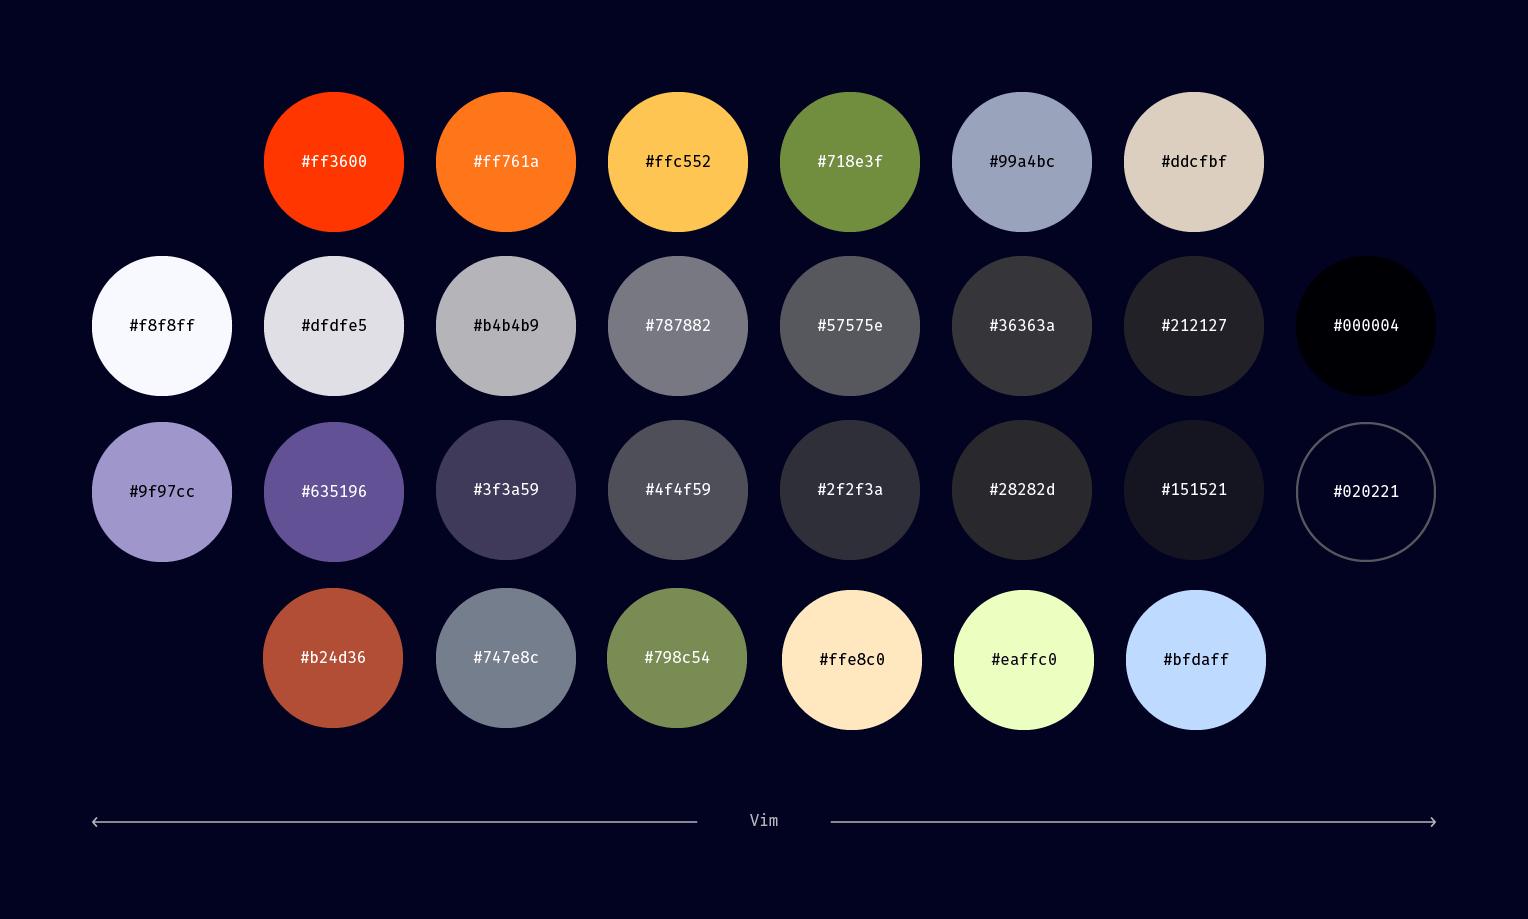 #ff3600 #ff761a #ffc552 #718e3f #99a4bc #ddcfbf
#f8f8ff #dfdfe5 #b4b4b9 #787882 #57575e #36363a #212127 #000004
#9f97cc #635196 #3f3a59 #4f4f59 #2f2f3a #28282d #151521 #020221
#b24d36 #747e8c #798c54 #ffe8c0 #eaffc0 #bfdaff
Vim